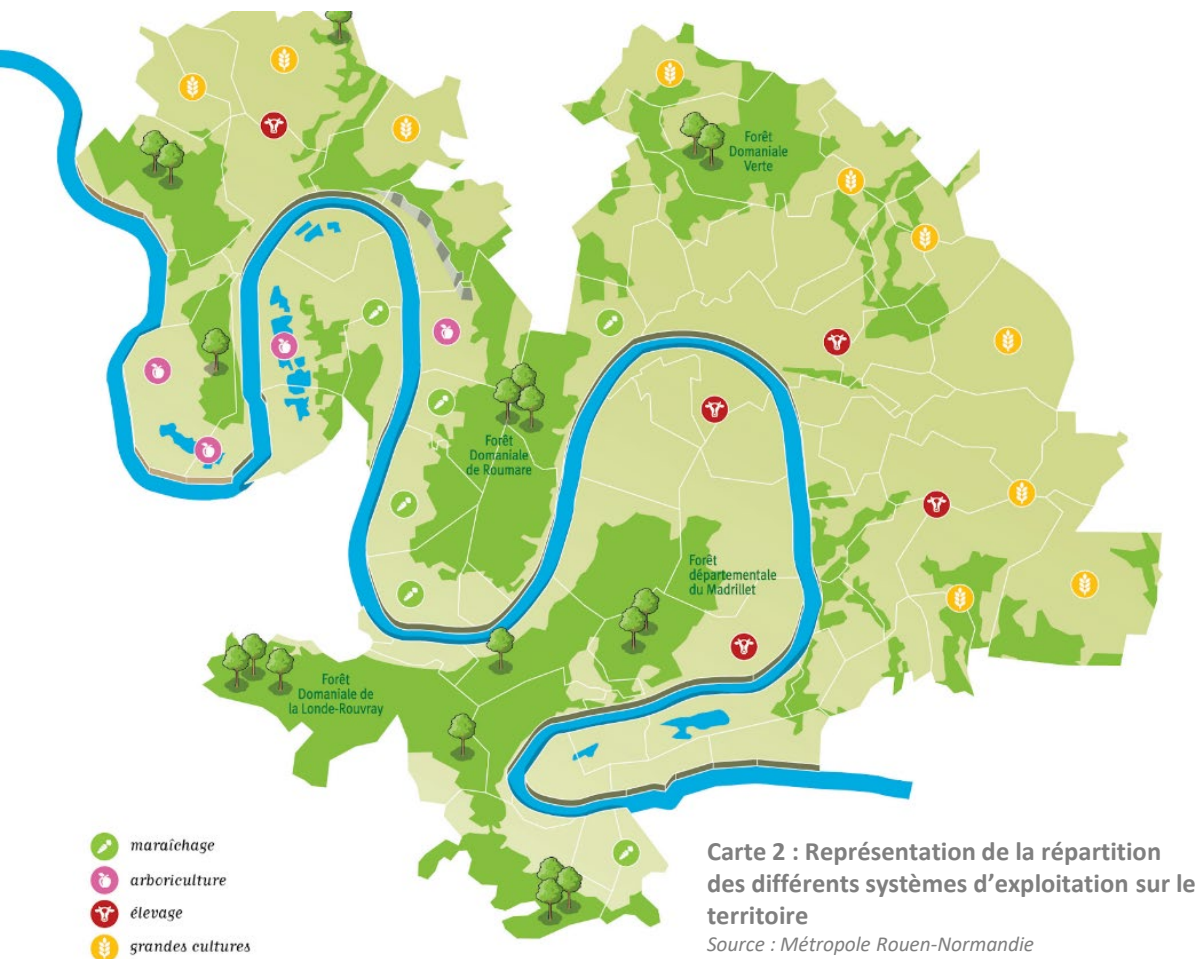 Forêt
Domaniale
Verte
Forêt
Domaniale
de Roumare
Forêt
départementale
du Madrillet
Forêt
Domaniale de
la Londe-Rouvray
maraîchage
arboriculture
élevage
grandes cultures
Carte 2 : Représentation de la répartition
des différents systèmes d'exploitation sur le
territoire
Source : Métropole Rouen-Normandie